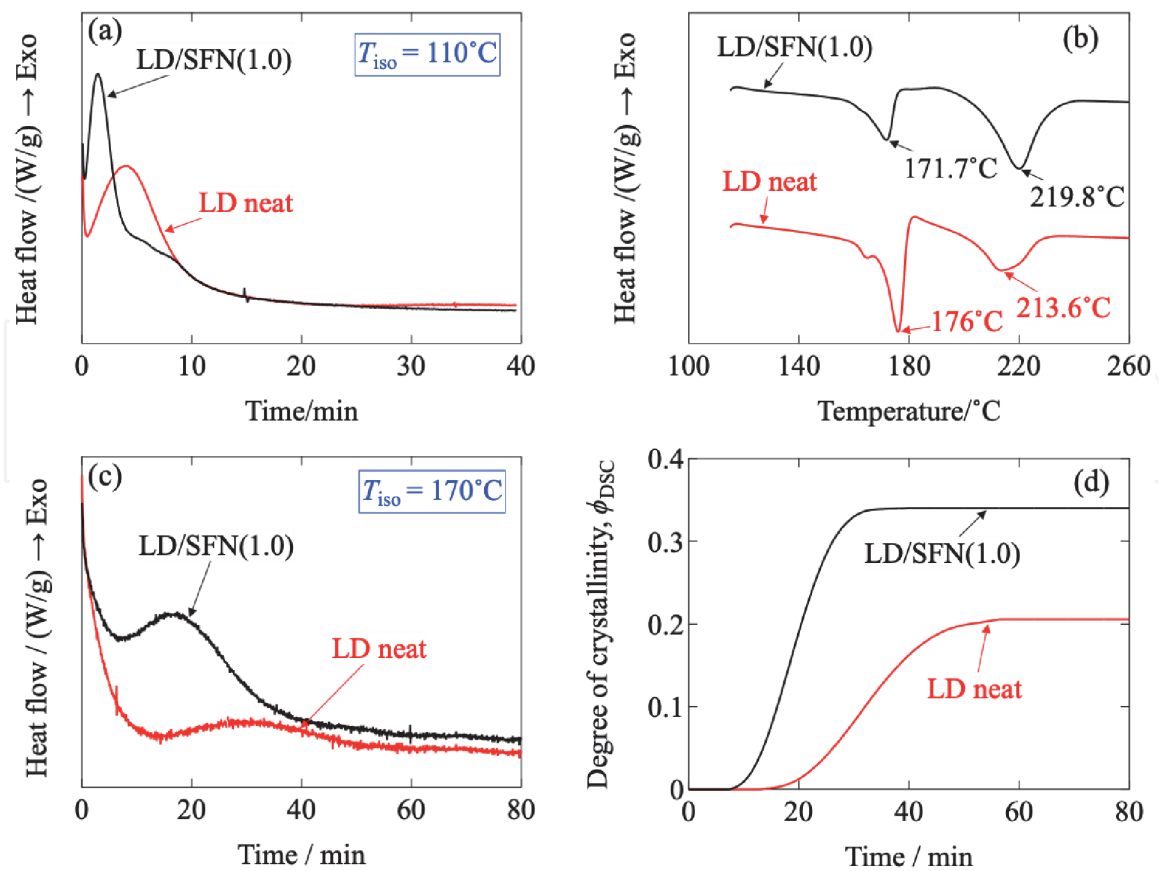 (a)
LD/SFN(1.0)
T_iso = 110˚C
LD neat
Heat flow /(W/g) → Exo
0 10 20 30 40
Time/min
(b)
LD/SFN(1.0)
171.7˚C
219.8˚C
LD neat
176˚C
213.6˚C
Heat flow /(W/g) → Exo
100 140 180 220 260
Temperature/˚C
(c)
T_iso = 170˚C
LD/SFN(1.0)
LD neat
Heat flow / (W/g) → Exo
0 20 40 60 80
Time / min
(d)
LD/SFN(1.0)
LD neat
Degree of crystallinity, ϕ_DSC
0.4
0.3
0.2
0.1
0
0 20 40 60 80
Time / min